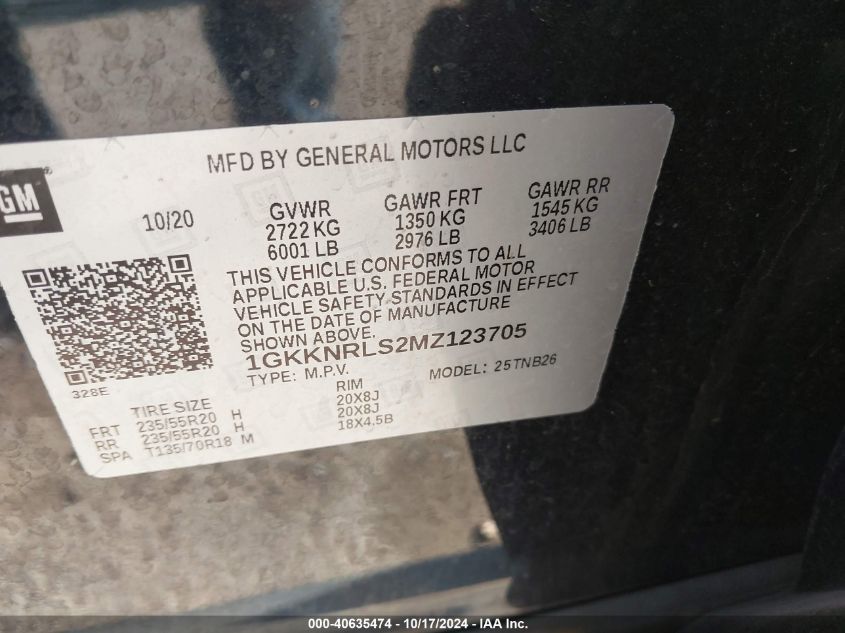 MFD BY GENERAL MOTORS LLC
GM
10/20
GVWR GAWR FRT GAWR RR
2722 KG 1350 KG 1545 KG
6001 LB 2976 LB 3406 LB
THIS VEHICLE CONFORMS TO ALL
APPLICABLE U.S. FEDERAL MOTOR
VEHICLE SAFETY STANDARDS IN EFFECT
ON THE DATE OF MANUFACTURE
SHOWN ABOVE.
1GKKNRLS2MZ123705
TYPE: M.P.V. MODEL: 25TNB26
328E
TIRE SIZE RIM
FRT 235/55R20 H 20X8J
RR 235/55R20 H 20X8J
SPA T135/70R18 M 18X4.5B
000-40635474 - 10/17/2024 - IAA Inc.